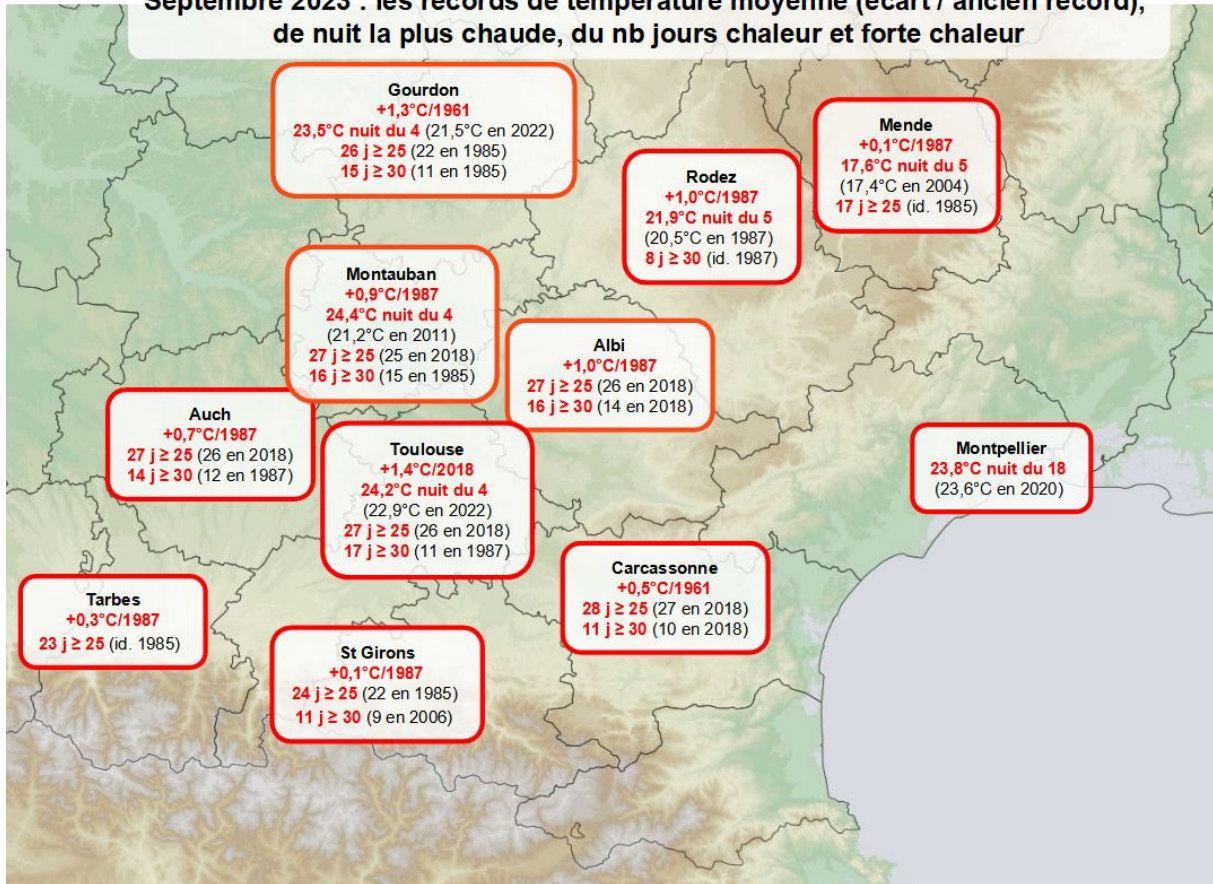 Septembre 2023 : les records de température moyenne (écart / ancien record),
de nuit la plus chaude, du nb jours chaleur et forte chaleur
Gourdon
+1,3°C/1961
23,5°C nuit du 4 (21,5°C en 2022)
26 j ≥ 25 (22 en 1985)
15 j ≥ 30 (11 en 1985)
Mende
+0,1°C/1987
17,6°C nuit du 5
(17,4°C en 2004)
17 j ≥ 25 (id. 1985)
Rodez
+1,0°C/1987
21,9°C nuit du 5
(20,5°C en 1987)
8 j ≥ 30 (id. 1987)
Montauban
+0,9°C/1987
24,4°C nuit du 4
(21,2°C en 2011)
27 j ≥ 25 (25 en 2018)
16 j ≥ 30 (15 en 1985)
Albi
+1,0°C/1987
27 j ≥ 25 (26 en 2018)
16 j ≥ 30 (14 en 2018)
Auch
+0,7°C/1987
27 j ≥ 25 (26 en 2018)
14 j ≥ 30 (12 en 1987)
Toulouse
+1,4°C/2018
24,2°C nuit du 4
(22,9°C en 2022)
27 j ≥ 25 (26 en 2018)
17 j ≥ 30 (11 en 1987)
Montpellier
23,8°C nuit du 18
(23,6°C en 2020)
Carcassonne
+0,5°C/1961
28 j ≥ 25 (27 en 2018)
11 j ≥ 30 (10 en 2018)
Tarbes
+0,3°C/1987
23 j ≥ 25 (id. 1985)
St Girons
+0,1°C/1987
24 j ≥ 25 (22 en 1985)
11 j ≥ 30 (9 en 2006)